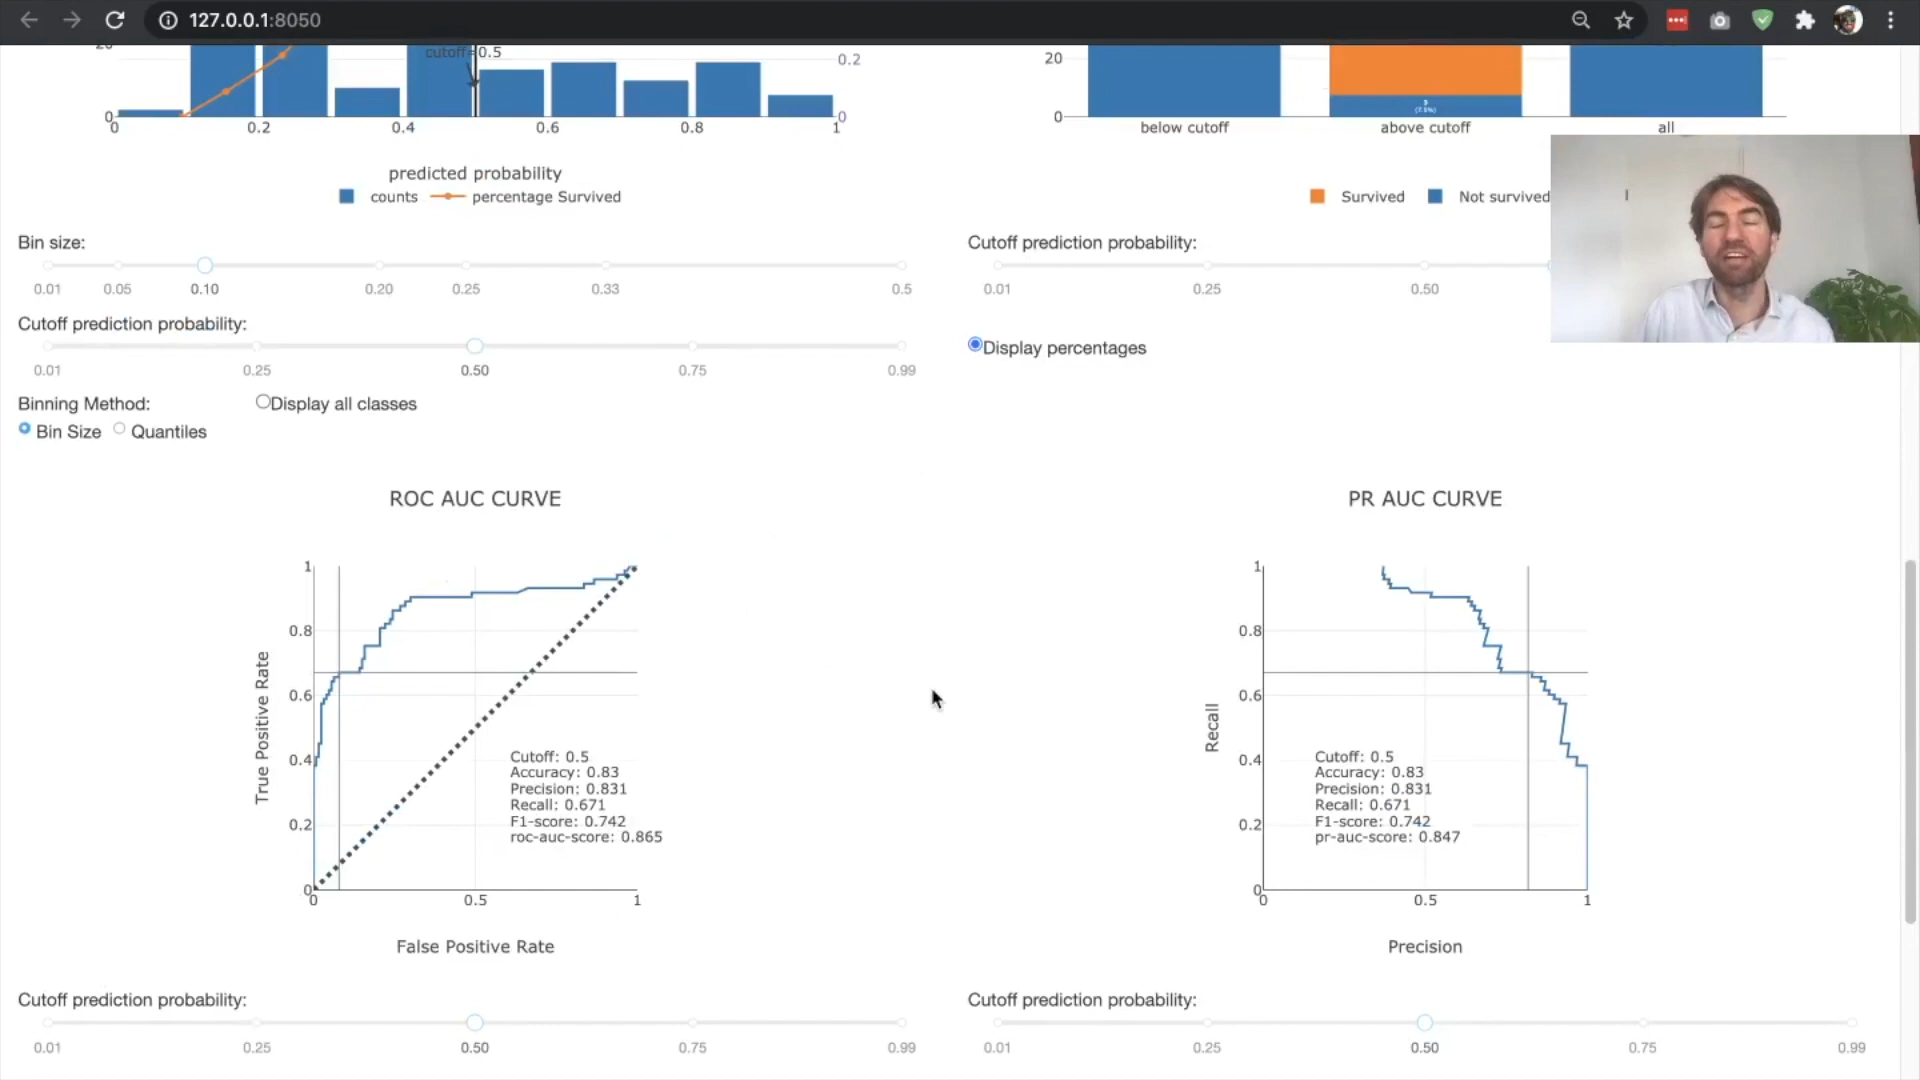 127.0.0.1:8050
20
cutoff=0.5
0.2
0
0
0
0.2
0.4
0.6
0.8
1
predicted probability
counts
percentage Survived
20
0
3
(7.5%)
below cutoff
above cutoff
all
Survived
Not survived
Bin size:
0.01
0.05
0.10
0.20
0.25
0.33
0.5
Cutoff prediction probability:
0.01
0.25
0.50
0.75
0.99
Binning Method:
Display all classes
Bin Size
Quantiles
Cutoff prediction probability:
0.01
0.25
0.50
Display percentages
ROC AUC CURVE
1
0.8
0.6
0.4
0.2
0
True Positive Rate
Cutoff: 0.5
Accuracy: 0.83
Precision: 0.831
Recall: 0.671
F1-score: 0.742
roc-auc-score: 0.865
0
0.5
1
False Positive Rate
PR AUC CURVE
1
0.8
0.6
0.4
0.2
0
Recall
Cutoff: 0.5
Accuracy: 0.83
Precision: 0.831
Recall: 0.671
F1-score: 0.742
pr-auc-score: 0.847
0
0.5
1
Precision
Cutoff prediction probability:
0.01
0.25
0.50
0.75
0.99
Cutoff prediction probability:
0.01
0.25
0.50
0.75
0.99